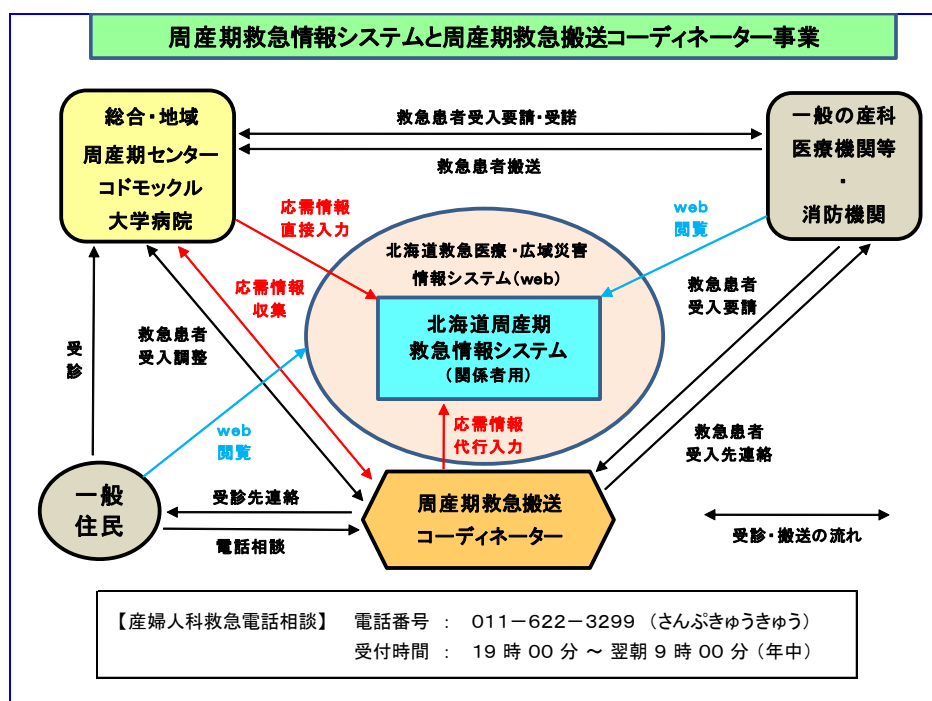 周産期救急情報システムと周産期救急搬送コーディネーター事業
総合・地域
周産期センター
コドモックル
大学病院
救急患者受入要請・受諾
救急患者搬送
一般の産科
医療機関等
・
消防機関
応需情報
直接入力
web
閲覧
北海道救急医療・広域災害
情報システム(web)
北海道周産期
救急情報システム
(関係者用)
応需情報
収集
救急患者
受入調整
受
診
救急患者
受入要請
web
閲覧
応需情報
代行入力
救急患者
受入先連絡
一般
住民
受診先連絡
電話相談
周産期救急搬送
コーディネーター
受診・搬送の流れ
【産婦人科救急電話相談】 電話番号 : 011-622-3299 (さんぷきゅうきゅう)
受付時間 : 19時00分 ~ 翌朝9時00分(年中)